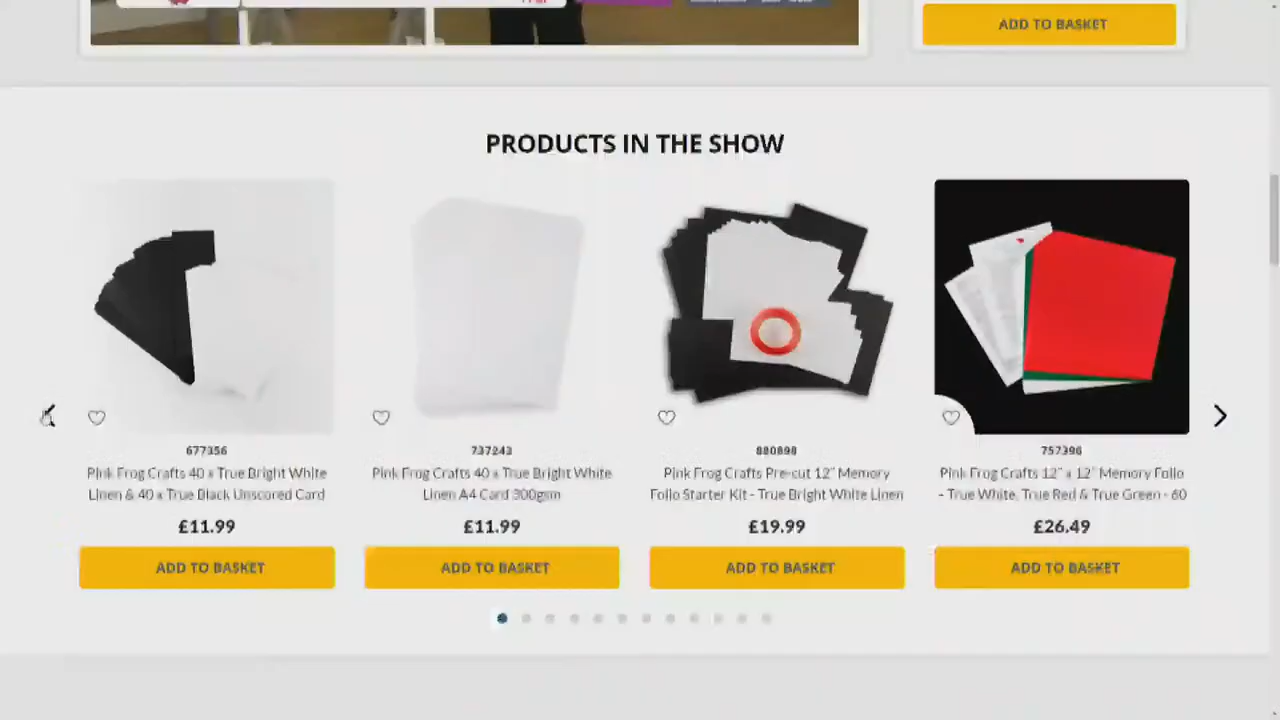 ADD TO BASKET
PRODUCTS IN THE SHOW
677356
Pink Frog Crafts 40 x True Bright White
Linen & 40 x True Black Unscored Card
£11.99
ADD TO BASKET
737243
Pink Frog Crafts 40 x True Bright White
Linen A4 Card 300gsm
£11.99
ADD TO BASKET
880898
Pink Frog Crafts Pre-cut 12" Memory
Folio Starter Kit - True Bright White Linen
£19.99
ADD TO BASKET
757396
Pink Frog Crafts 12" x 12" Memory Folio
- True White, True Red & True Green - 60
£26.49
ADD TO BASKET